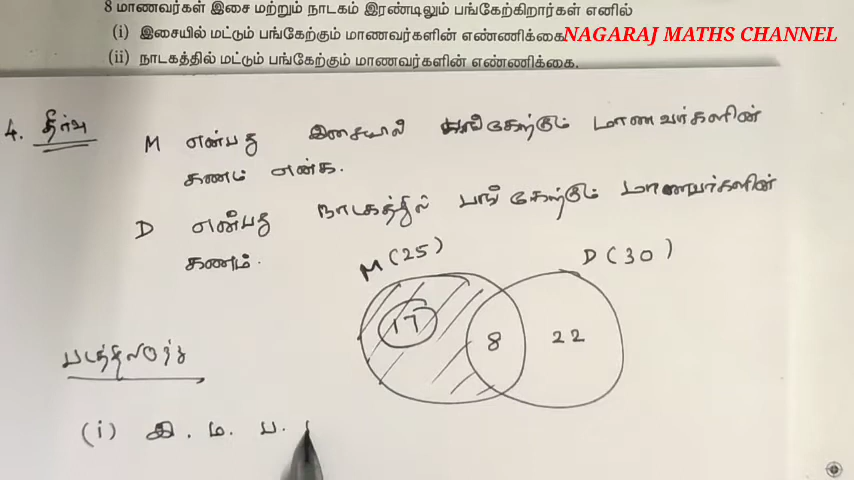 8 மாணவர்கள் இசை மற்றும் நாடகம் இரண்டிலும் பங்கேற்கிறார்கள் எனில்
(i) இசையில் மட்டும் பங்கேற்கும் மாணவர்களின் எண்ணிக்கை.
NAGARAJ MATHS CHANNEL
(ii) நாடகத்தில் மட்டும் பங்கேற்கும் மாணவர்களின் எண்ணிக்கை.
4. தீர்வு
M என்பது இசையில் பங்கேற்கும் மாணவர்களின்
கணம் என்க.
D என்பது நாடகத்தில் பங்கேற்கும் மாணவர்களின்
கணம்.
M (25) D (30)
17 8 22
படத்திலிருந்து
(i) இ. ம. ப.